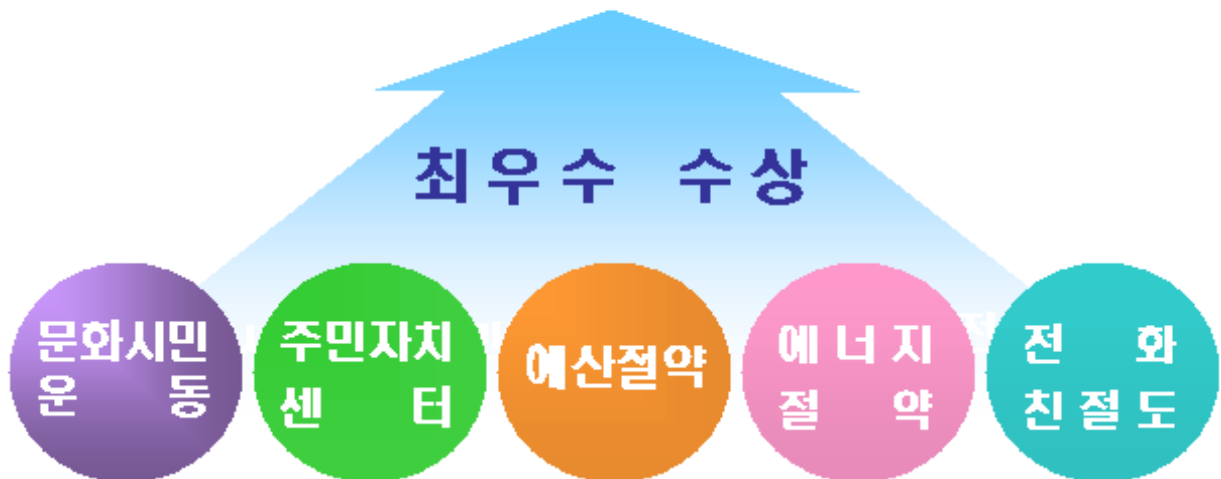 최우수 수상
문화시민
운동
주민자치
센터
예산절약
에너지
절약
전화
친절도